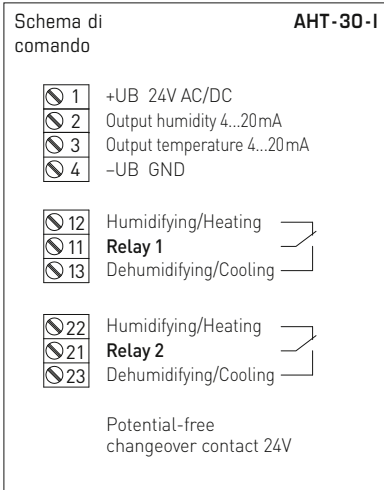 Schema di comando AHT-30-I
1 +UB 24V AC/DC
2 Output humidity 4...20mA
3 Output temperature 4...20mA
4 –UB GND
12 Humidifying/Heating
11 Relay 1
13 Dehumidifying/Cooling
22 Humidifying/Heating
21 Relay 2
23 Dehumidifying/Cooling
Potential-free
changeover contact 24V